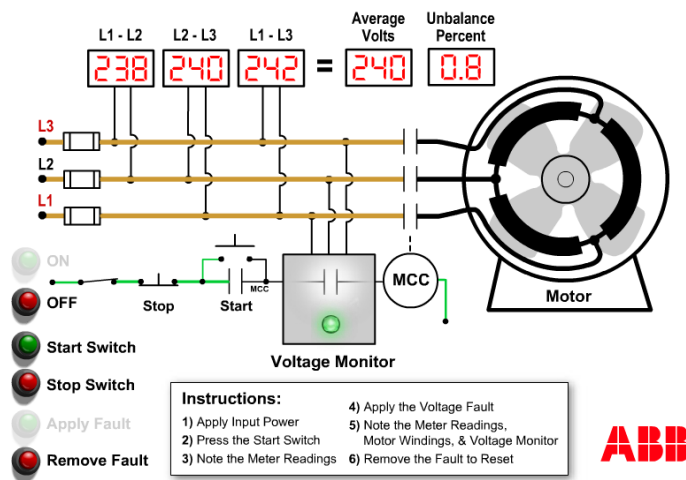 Average Volts
Unbalance Percent
L1 - L2
L2 - L3
L1 - L3
238
240
242
=
240
0.8
L3
L2
L1
ON
OFF
Stop
Start
MCC
MCC
Motor
Start Switch
Voltage Monitor
Stop Switch
Apply Fault
Remove Fault
Instructions:
1) Apply Input Power
2) Press the Start Switch
3) Note the Meter Readings
4) Apply the Voltage Fault
5) Note the Meter Readings,
Motor Windings, & Voltage Monitor
6) Remove the Fault to Reset
ABB